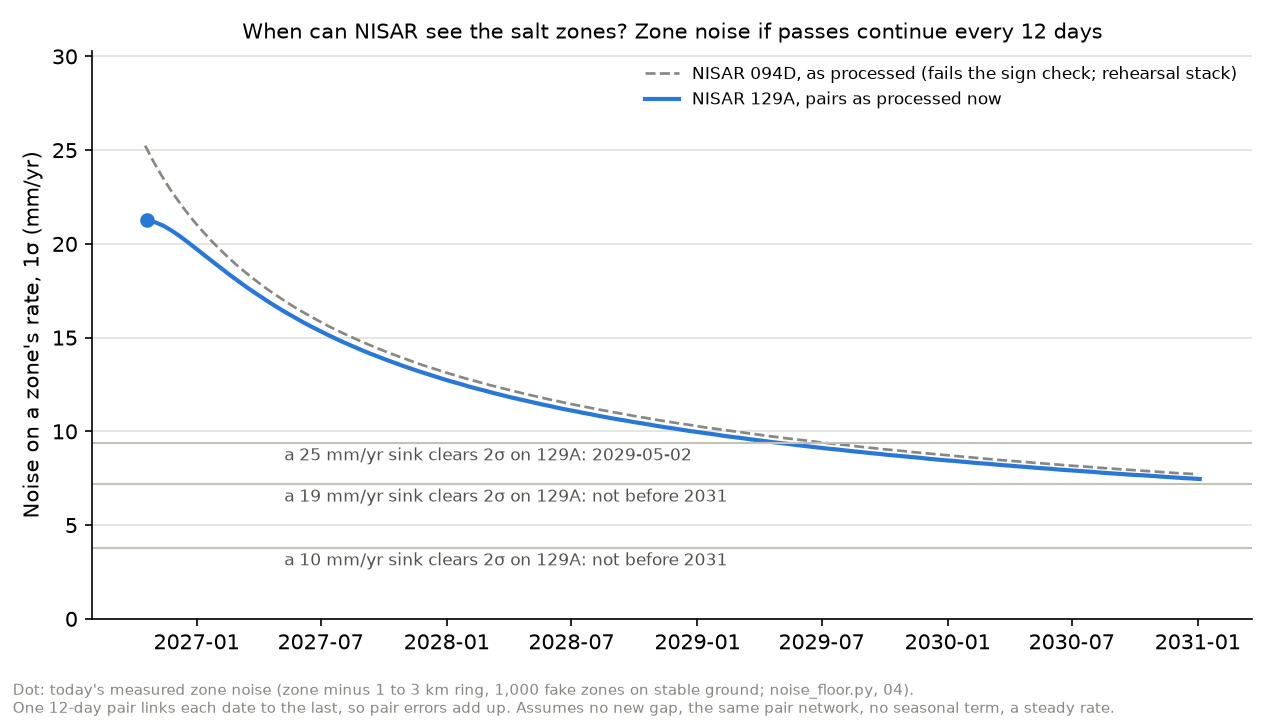 When can NISAR see the salt zones? Zone noise if passes continue every 12 days
NISAR 094D, as processed (fails the sign check; rehearsal stack)
NISAR 129A, pairs as processed now
Noise on a zone's rate, 1σ (mm/yr)
30
25
20
15
10
5
0
a 25 mm/yr sink clears 2σ on 129A: 2029-05-02
a 19 mm/yr sink clears 2σ on 129A: not before 2031
a 10 mm/yr sink clears 2σ on 129A: not before 2031
2027-01
2027-07
2028-01
2028-07
2029-01
2029-07
2030-01
2030-07
2031-01
Dot: today's measured zone noise (zone minus 1 to 3 km ring, 1,000 fake zones on stable ground; noise_floor.py, 04).
One 12-day pair links each date to the last, so pair errors add up. Assumes no new gap, the same pair network, no seasonal term, a steady rate.